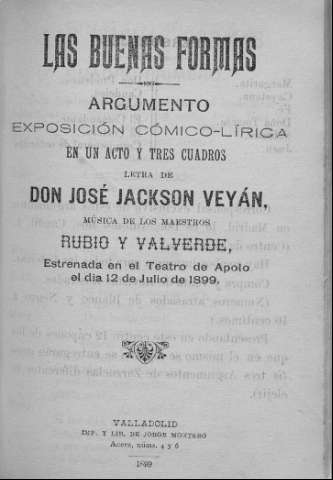 LAS BUENAS FORMAS
ARGUMENTO
EXPOSICIÓN CÓMICO-LÍRICA
EN UN ACTO Y TRES CUADROS
LETRA DE
DON JOSÉ JACKSON VEYÁN,
MÚSICA DE LOS MAESTROS
RUBIO Y VALVERDE,
Estrenada en el Teatro de Apolo
el dia 12 de Julio de 1899.
VALLADOLID
IMP. Y LIB. DE JORGE MONTERO
Acera, núms. 4 y 6
1899